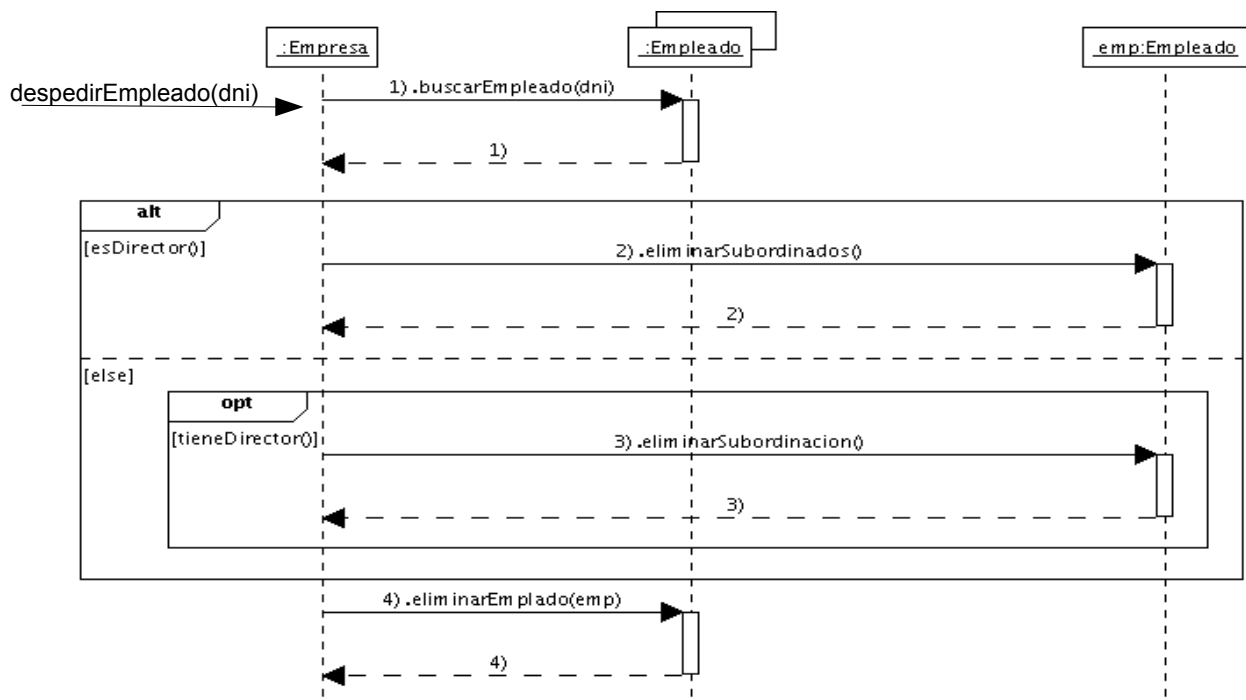 :Empresa
:Empleado
emp:Empleado
despedirEmpleado(dni)
1).buscarEmpleado(dni)
1)
alt
[esDirector()]
2).eliminarSubordinados()
2)
[else]
opt
[tieneDirector()]
3).eliminarSubordinacion()
3)
4).eliminarEmplado(emp)
4)